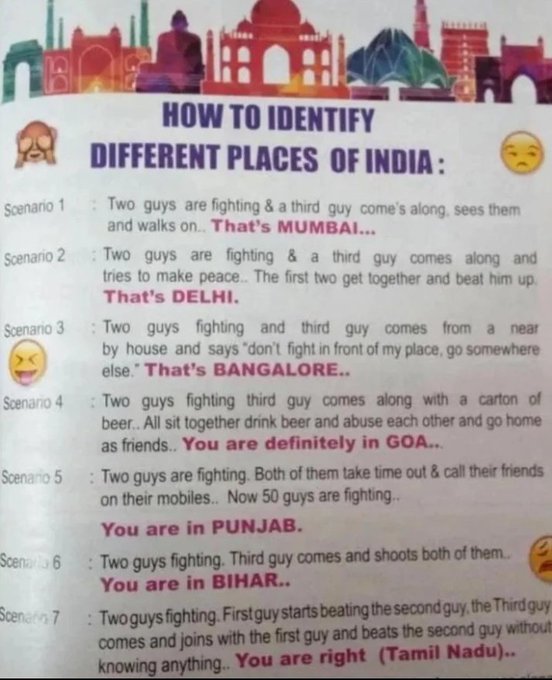 HOW TO IDENTIFY
DIFFERENT PLACES OF INDIA :
Scenario 1 : Two guys are fighting & a third guy come's along, sees them
and walks on.. That's MUMBAI...
Scenario 2 : Two guys are fighting & a third guy comes along and
tries to make peace.. The first two get together and beat him up.
That's DELHI.
Scenario 3 : Two guys fighting and third guy comes from a near
by house and says "don't fight in front of my place, go somewhere
else." That's BANGALORE..
Scenario 4 : Two guys fighting third guy comes along with a carton of
beer.. All sit together drink beer and abuse each other and go home
as friends.. You are definitely in GOA...
Scenario 5 : Two guys are fighting. Both of them take time out & call their friends
on their mobiles.. Now 50 guys are fighting..
You are in PUNJAB.
Scenario 6 : Two guys fighting. Third guy comes and shoots both of them..
You are in BIHAR..
Scenario 7 : Two guys fighting. First guy starts beating the second guy, the Third guy
comes and joins with the first guy and beats the second guy without
knowing anything.. You are right (Tamil Nadu)..